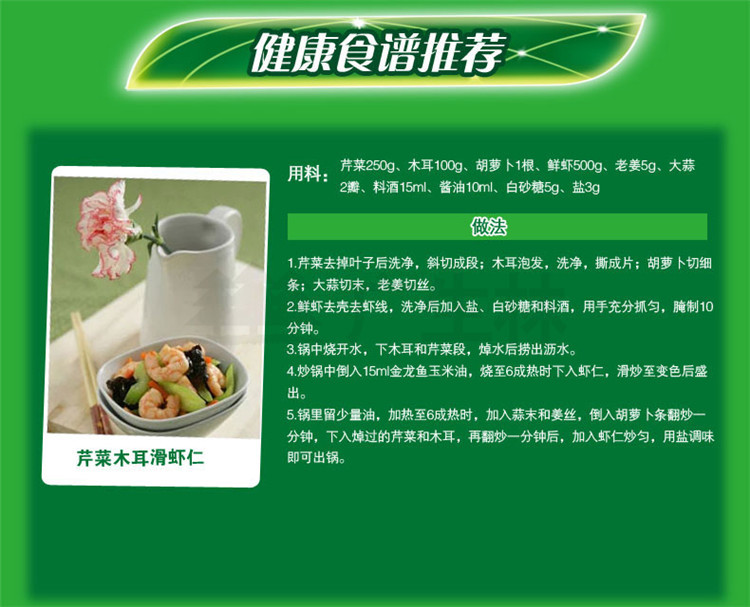 健康食谱推荐
用料：
芹菜250g、木耳100g、胡萝卜1根、鲜虾500g、老姜5g、大蒜
2瓣、料酒15ml、酱油10ml、白砂糖5g、盐3g
做法
1.芹菜去掉叶子后洗净，斜切成段；木耳泡发，洗净，撕成片；胡萝卜切细
条；大蒜切末，老姜切丝。
2.鲜虾去壳去虾线，洗净后加入盐、白砂糖和料酒，用手充分抓匀，腌制10
分钟。
3.锅中烧开水，下木耳和芹菜段，焯水后捞出沥水。
4.炒锅中倒入15ml金龙鱼玉米油，烧至6成热时下入虾仁，滑炒至变色后盛
出。
5.锅里留少量油，加热至6成热时，加入蒜末和姜丝，倒入胡萝卜条翻炒一
分钟，下入焯过的芹菜和木耳，再翻炒一分钟后，加入虾仁炒匀，用盐调味
即可出锅。
芹菜木耳滑虾仁